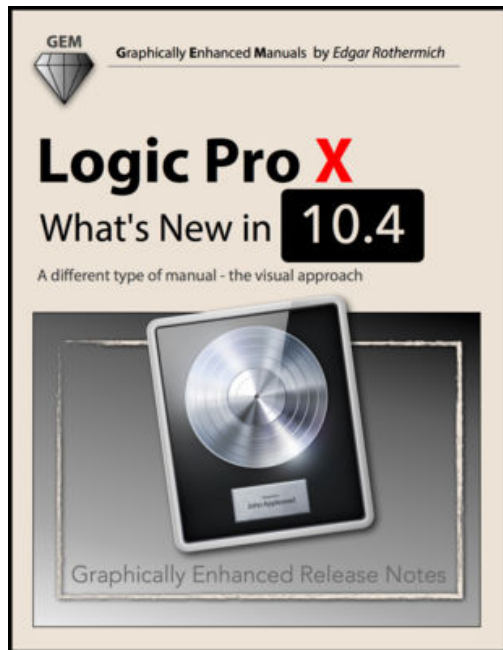 GEM
Graphically Enhanced Manuals by Edgar Rothermich
Logic Pro X
What's New in 10.4
A different type of manual - the visual approach
John Appleseed
Graphically Enhanced Release Notes